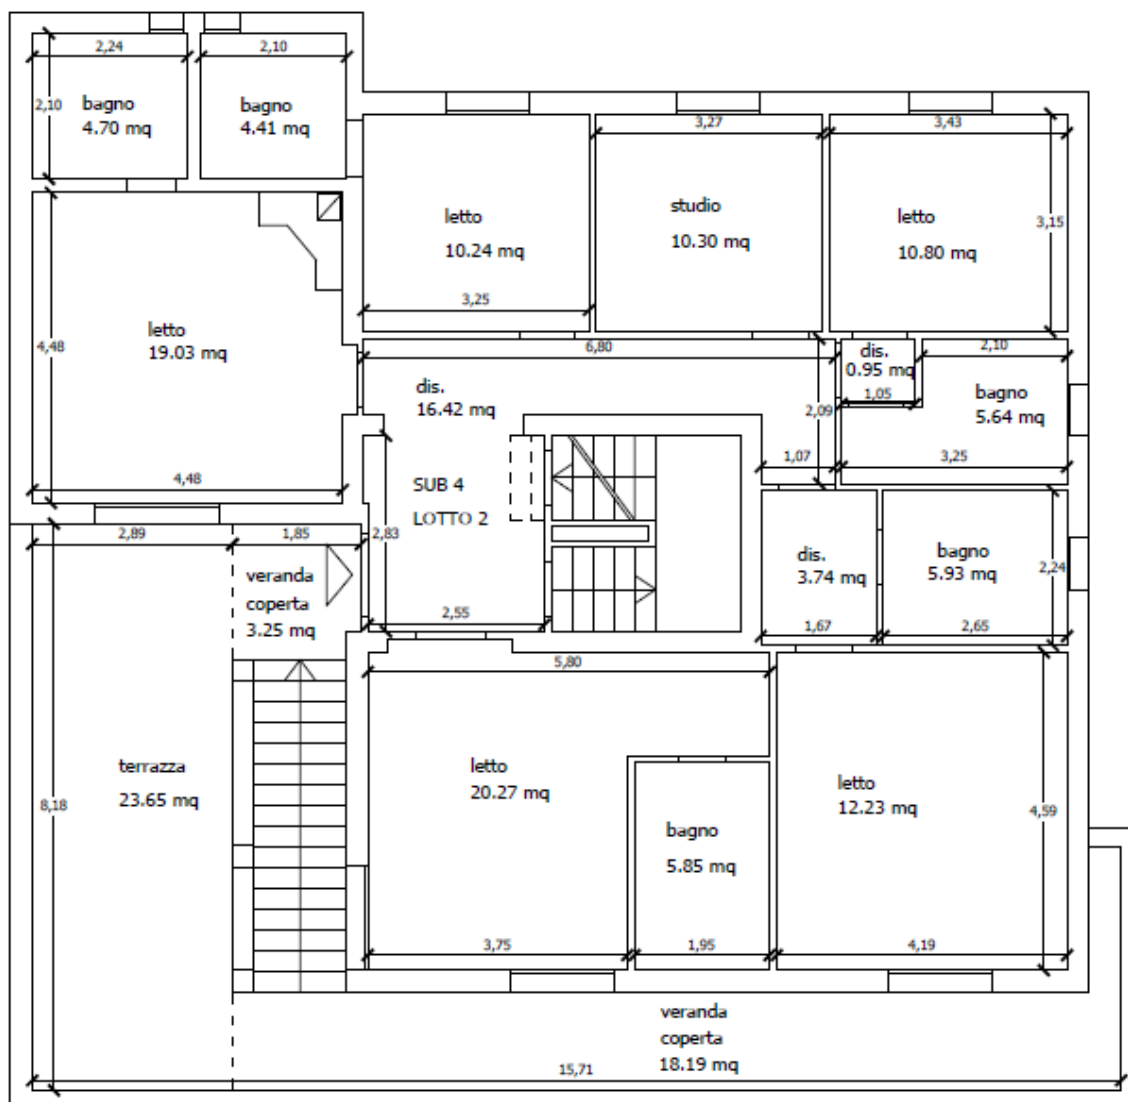 2,24
2,10
2,10
bagno
4.70 mq
bagno
4.41 mq
3,27
3,43
letto
10.24 mq
studio
10.30 mq
letto
10.80 mq
3,15
3,25
letto
19.03 mq
4,48
4,48
6,80
dis.
16.42 mq
dis.
0.95 mq
1,05
2,10
bagno
5.64 mq
2,09
1,07
3,25
SUB 4
LOTTO 2
2,83
2,55
2,89
1,85
veranda
coperta
3.25 mq
dis.
3.74 mq
bagno
5.93 mq
2,24
1,67
2,65
5,80
terrazza
23.65 mq
8,18
letto
20.27 mq
bagno
5.85 mq
letto
12.23 mq
4,59
3,75
1,95
4,19
veranda
coperta
18.19 mq
15,71